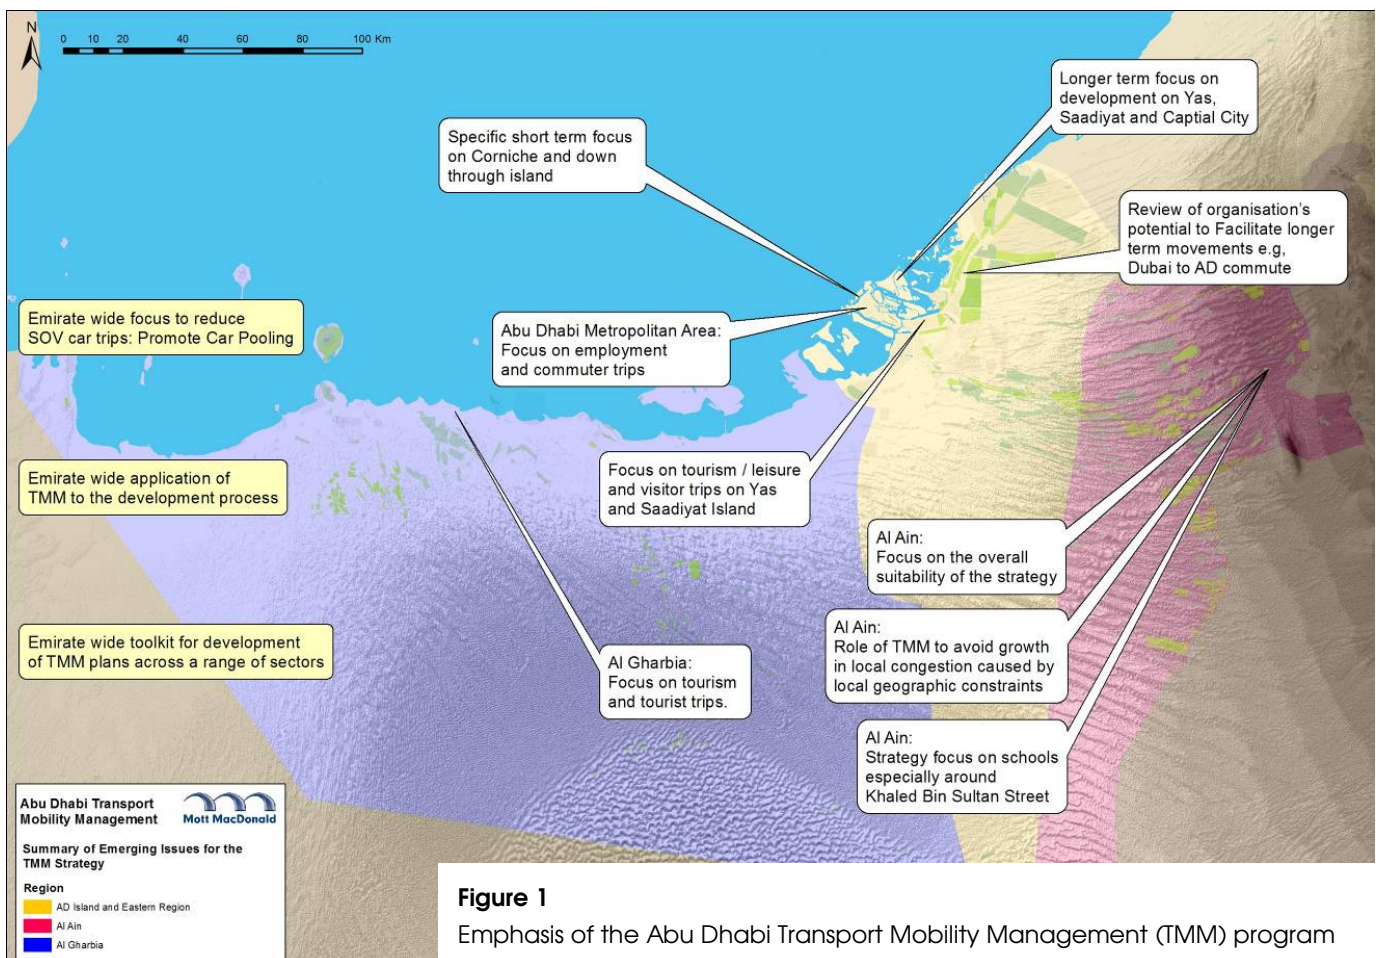 N
0 10 20 40 60 80 100 Km
Longer term focus on
development on Yas,
Saadiyat and Captial City
Specific short term focus
on Corniche and down
through island
Review of organisation's
potential to Facilitate longer
term movements e.g,
Dubai to AD commute
Emirate wide focus to reduce
SOV car trips: Promote Car Pooling
Abu Dhabi Metropolitan Area:
Focus on employment
and commuter trips
Emirate wide application of
TMM to the development process
Focus on tourism / leisure
and visitor trips on Yas
and Saadiyat Island
Al Ain:
Focus on the overall
suitability of the strategy
Emirate wide toolkit for development
of TMM plans across a range of sectors
Al Gharbia:
Focus on tourism
and tourist trips.
Al Ain:
Role of TMM to avoid growth
in local congestion caused by
local geographic constraints
Al Ain:
Strategy focus on schools
especially around
Khaled Bin Sultan Street
Abu Dhabi Transport
Mobility Management
Mott MacDonald
Summary of Emerging Issues for the
TMM Strategy
Region
AD Island and Eastern Region
Al Ain
Al Gharbia
Figure 1
Emphasis of the Abu Dhabi Transport Mobility Management (TMM) program